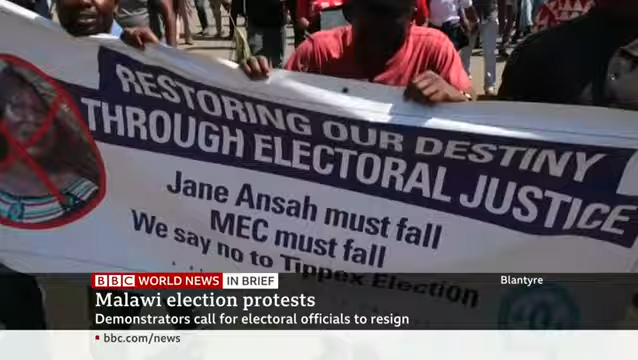 RESTORING OUR DESTINY
THROUGH ELECTORAL JUSTICE
Jane Ansah must fall
MEC must fall
We say no to Tippex Election
BBC WORLD NEWS IN BRIEF
Blantyre
Malawi election protests
Demonstrators call for electoral officials to resign
bbc.com/news